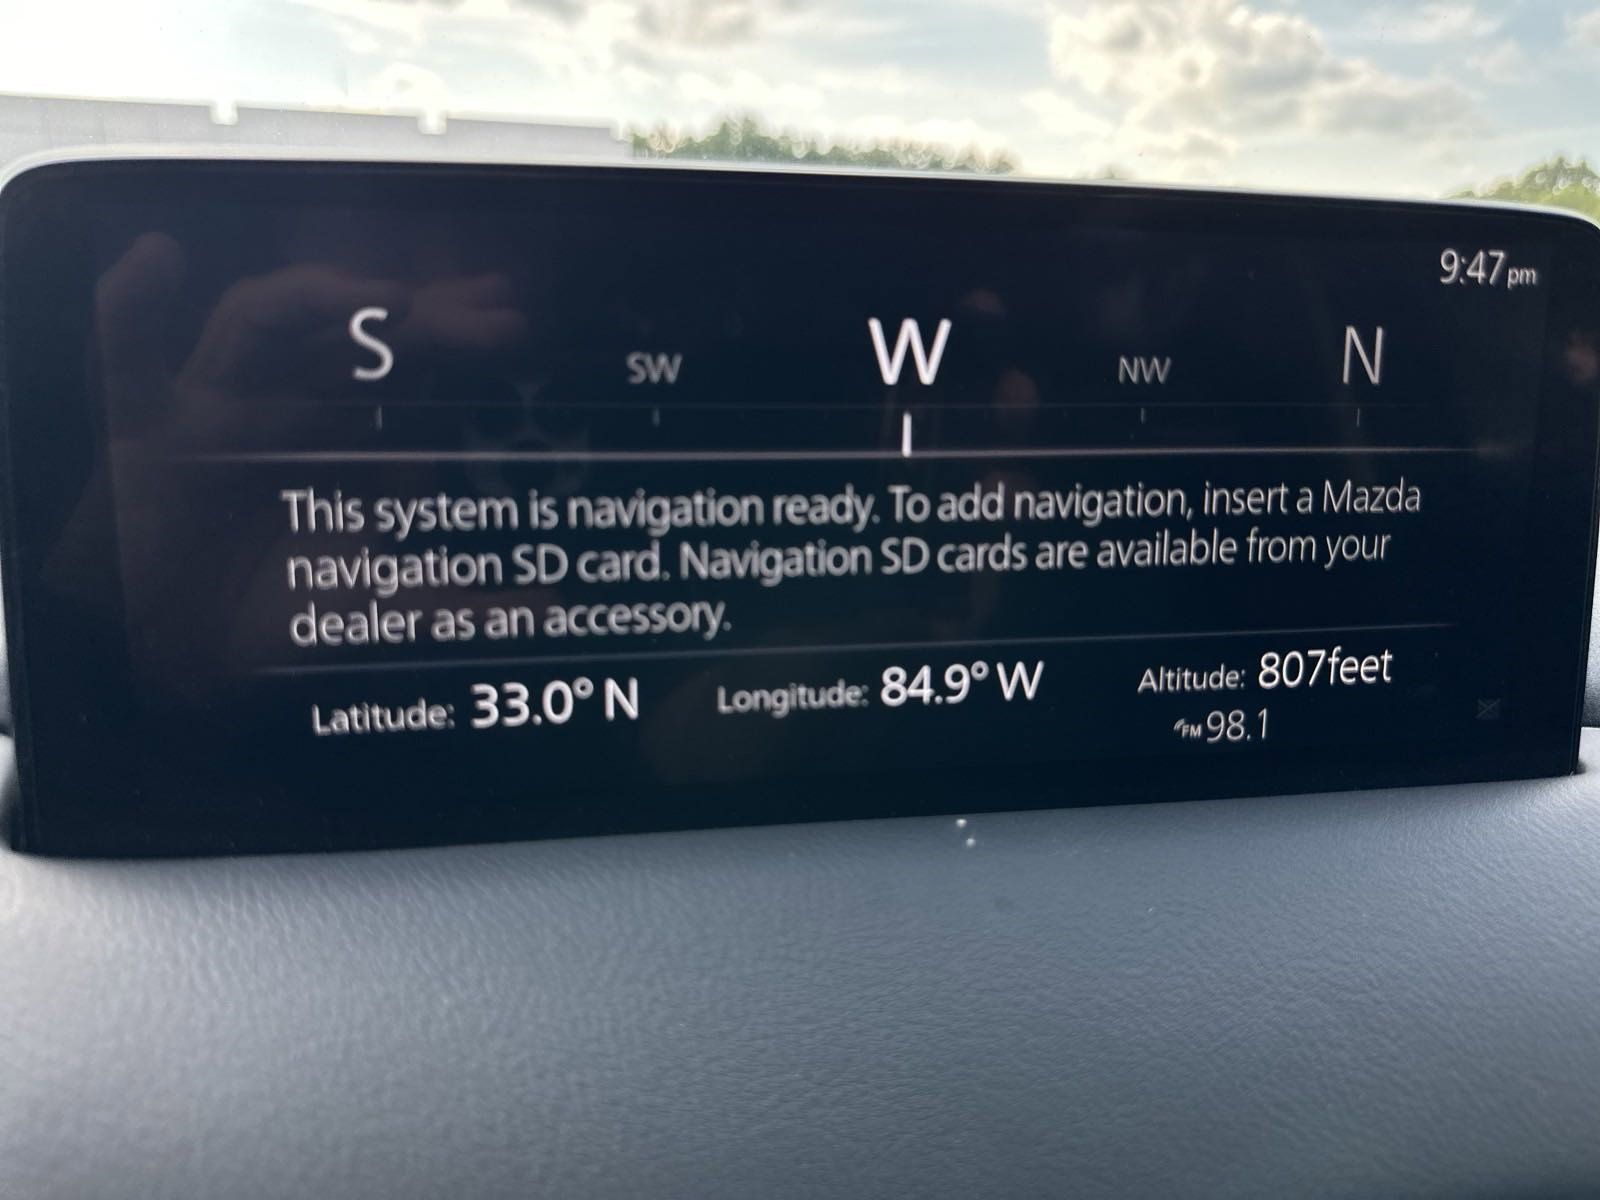 9:47pm
S SW W NW N
This system is navigation ready. To add navigation, insert a Mazda
navigation SD card. Navigation SD cards are available from your
dealer as an accessory.
Latitude: 33.0° N Longitude: 84.9° W Altitude: 807feet
FM 98.1